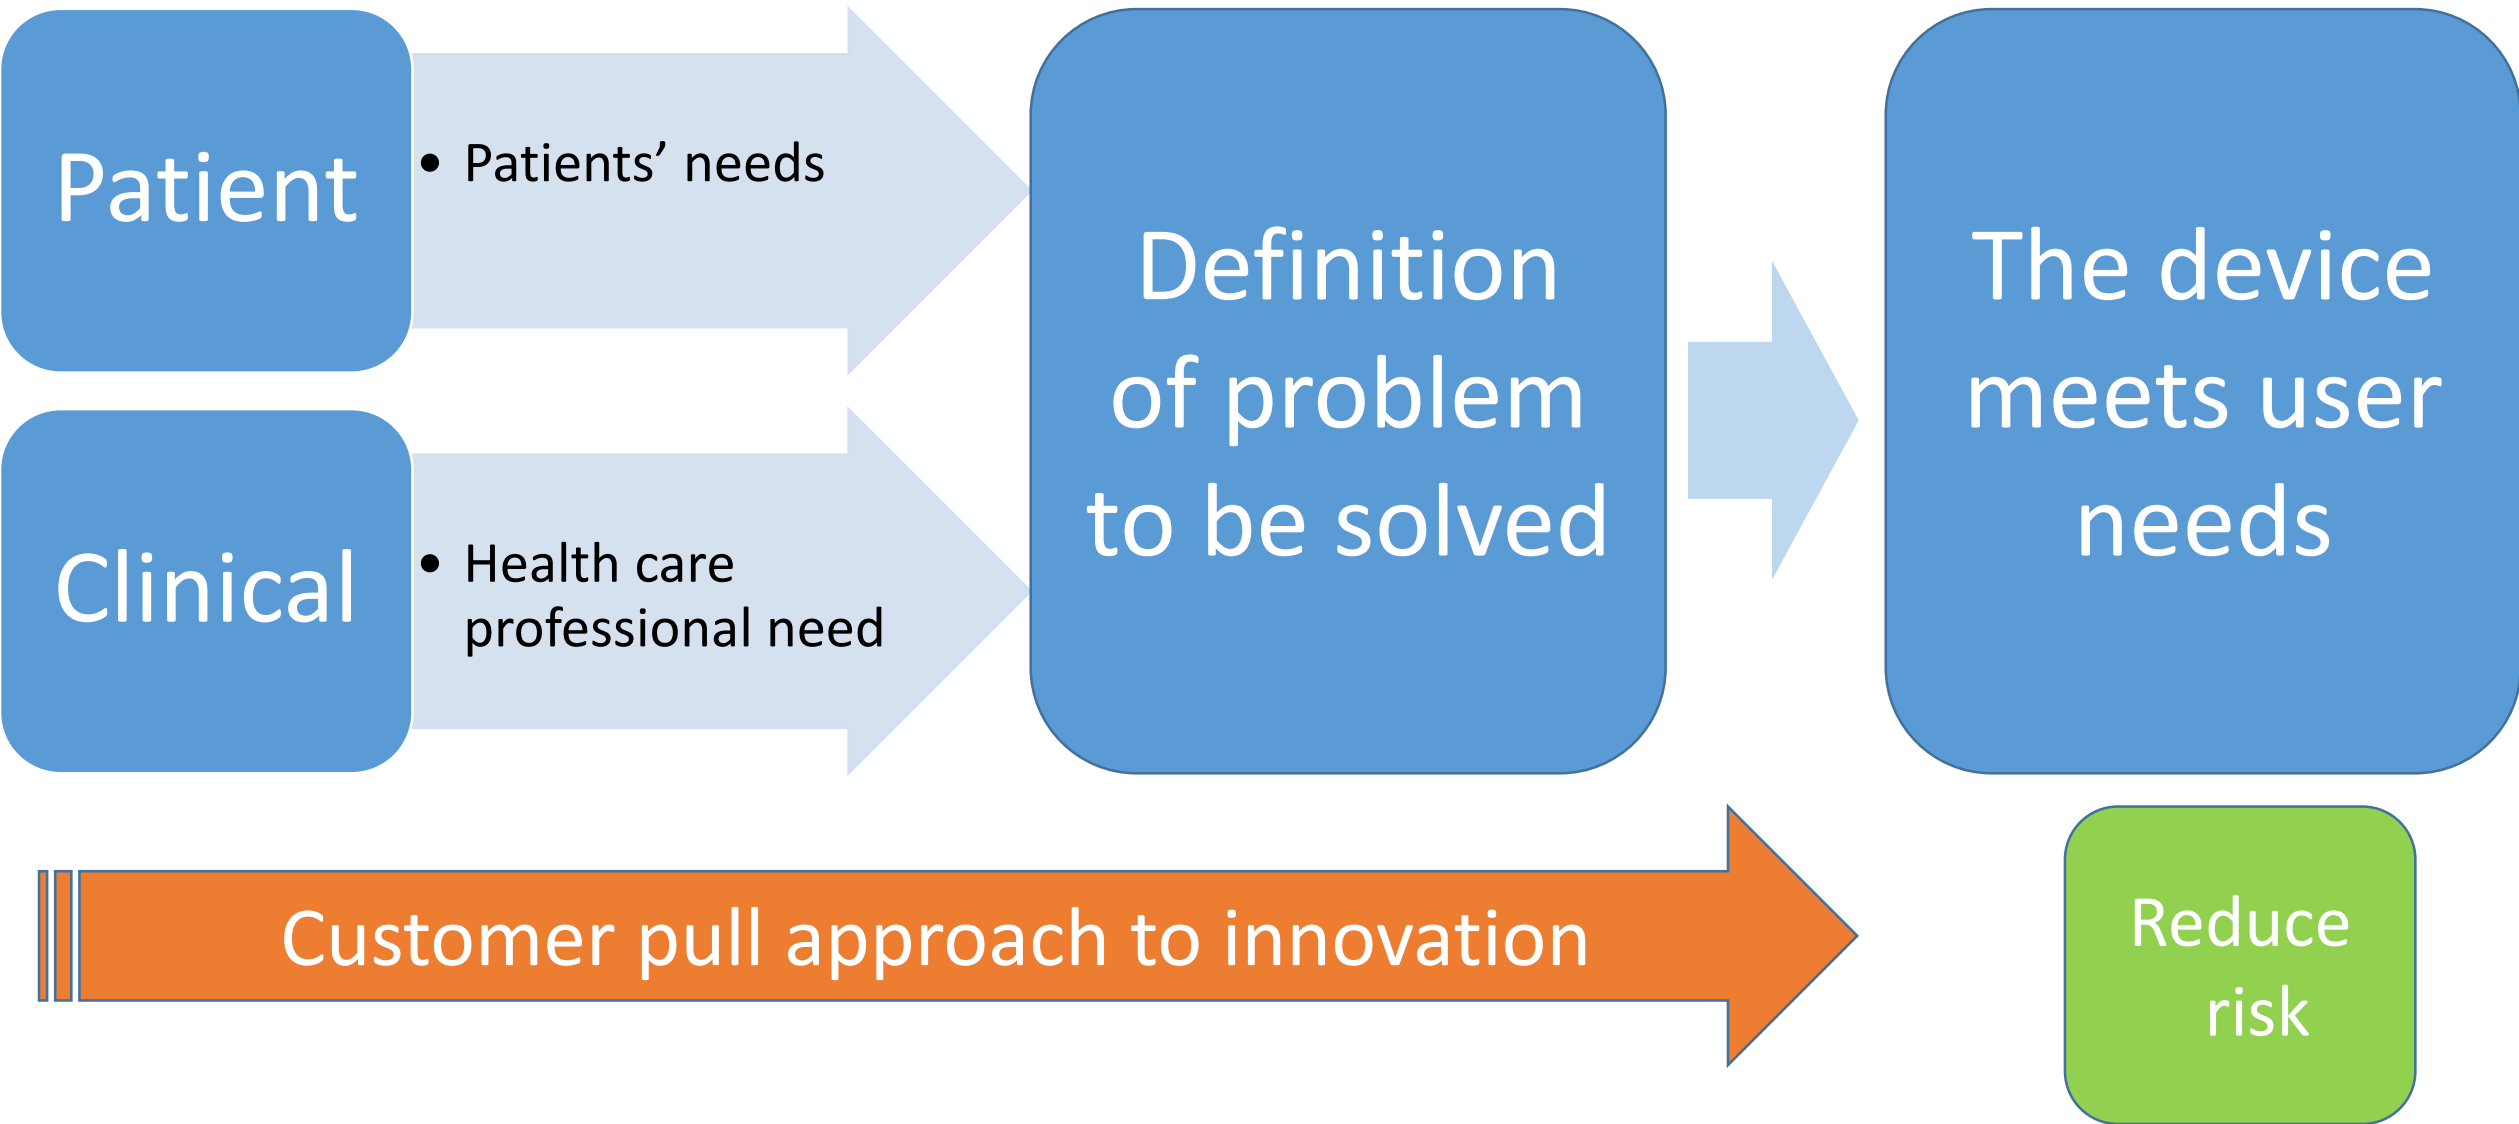 Patient
• Patients’ needs
Clinical
• Health care
professional need
Definition
of problem
to be solved
The device
meets user
needs
Customer pull approach to innovation
Reduce
risk